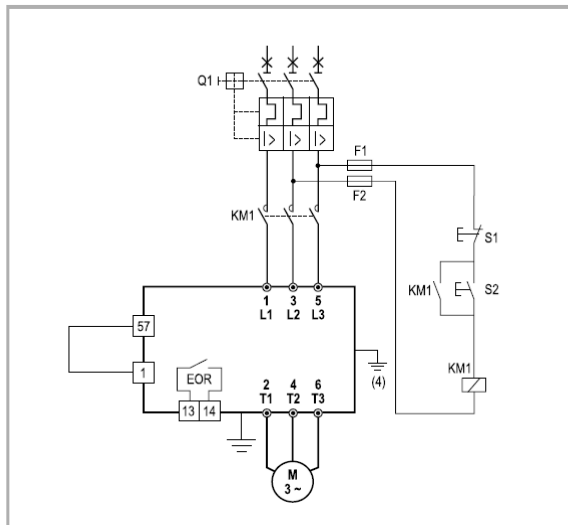 Q1
F1
F2
KM1
S1
KM1
S2
KM1
1 3 5
L1 L2 L3
57
1
EOR
13 14
2 4 6
T1 T2 T3
(4)
M
3 ~